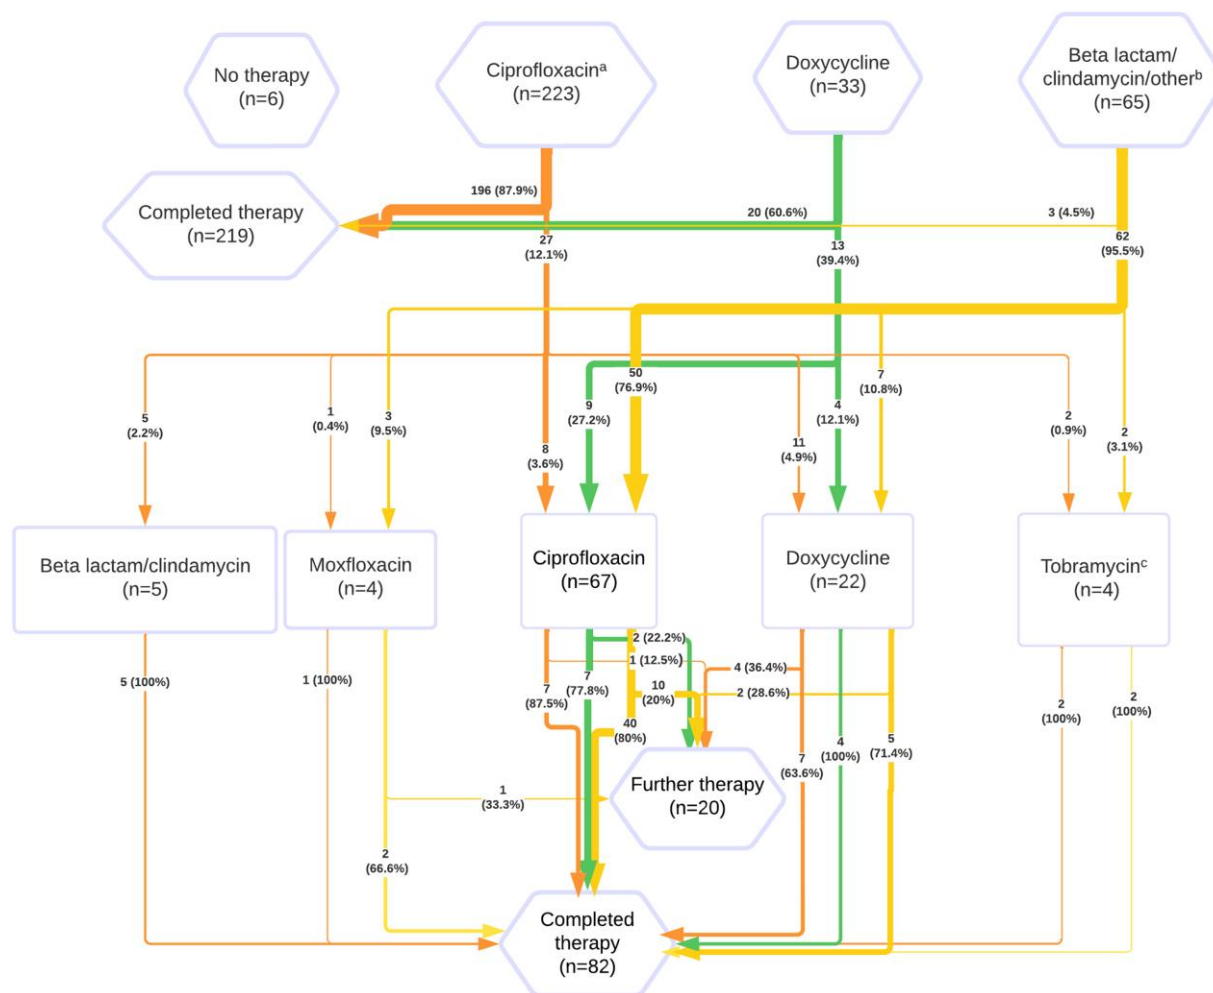 No therapy
(n=6)
Ciprofloxacinᵃ
(n=223)
Doxycycline
(n=33)
Beta lactam/
clindamycin/otherᵇ
(n=65)
Completed therapy
(n=219)
196 (87.9%)
20 (60.6%)
3 (4.5%)
27
(12.1%)
13
(39.4%)
62
(95.5%)
5
(2.2%)
1
(0.4%)
3
(9.5%)
8
(3.6%)
9
(27.2%)
50
(76.9%)
11
(4.9%)
4
(12.1%)
7
(10.8%)
2
(0.9%)
2
(3.1%)
Beta lactam/clindamycin
(n=5)
Moxfloxacin
(n=4)
Ciprofloxacin
(n=67)
Doxycycline
(n=22)
Tobramycinᶜ
(n=4)
5 (100%)
1 (100%)
7
(87.5%)
7
(77.8%)
2 (22.2%)
1 (12.5%)
10
(20%)
40
(80%)
4 (36.4%)
2 (28.6%)
7
(63.6%)
4
(100%)
5
(71.4%)
2
(100%)
2
(100%)
1
(33.3%)
Further therapy
(n=20)
2
(66.6%)
Completed
therapy
(n=82)